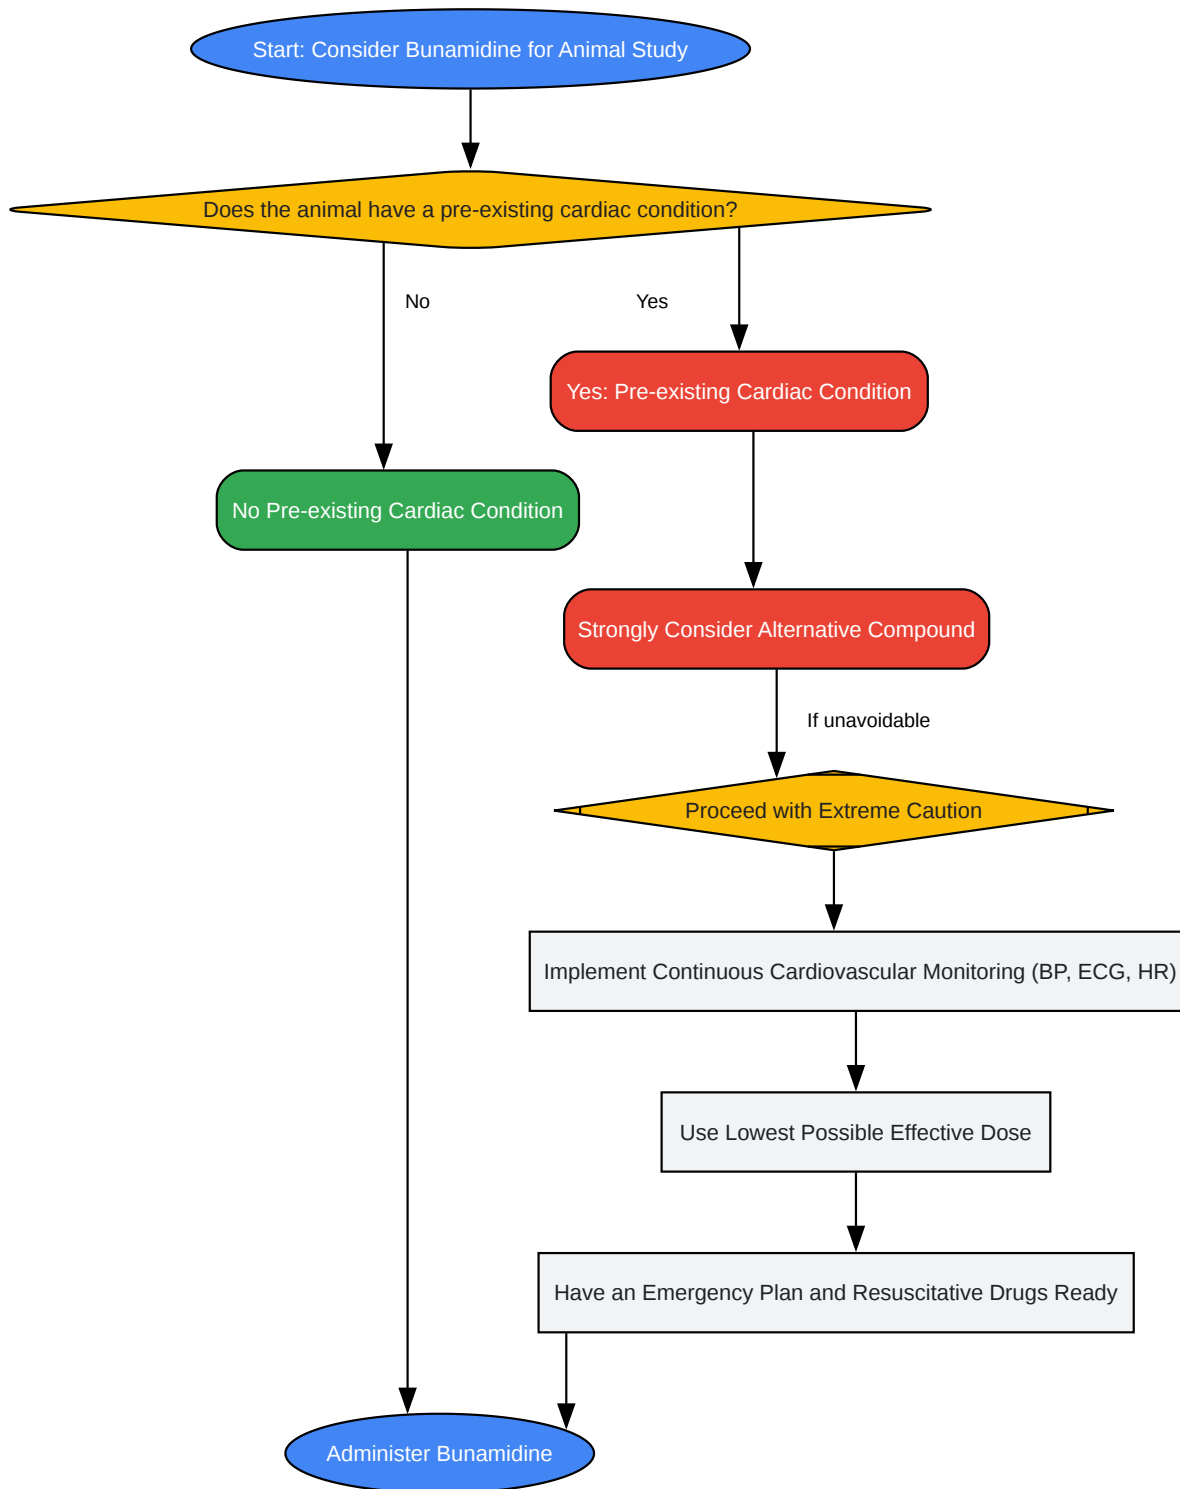 Start: Consider Bunamidine for Animal Study
Does the animal have a pre-existing cardiac condition?
No
Yes
Yes: Pre-existing Cardiac Condition
No Pre-existing Cardiac Condition
Strongly Consider Alternative Compound
If unavoidable
Proceed with Extreme Caution
Implement Continuous Cardiovascular Monitoring (BP, ECG, HR)
Use Lowest Possible Effective Dose
Have an Emergency Plan and Resuscitative Drugs Ready
Administer Bunamidine